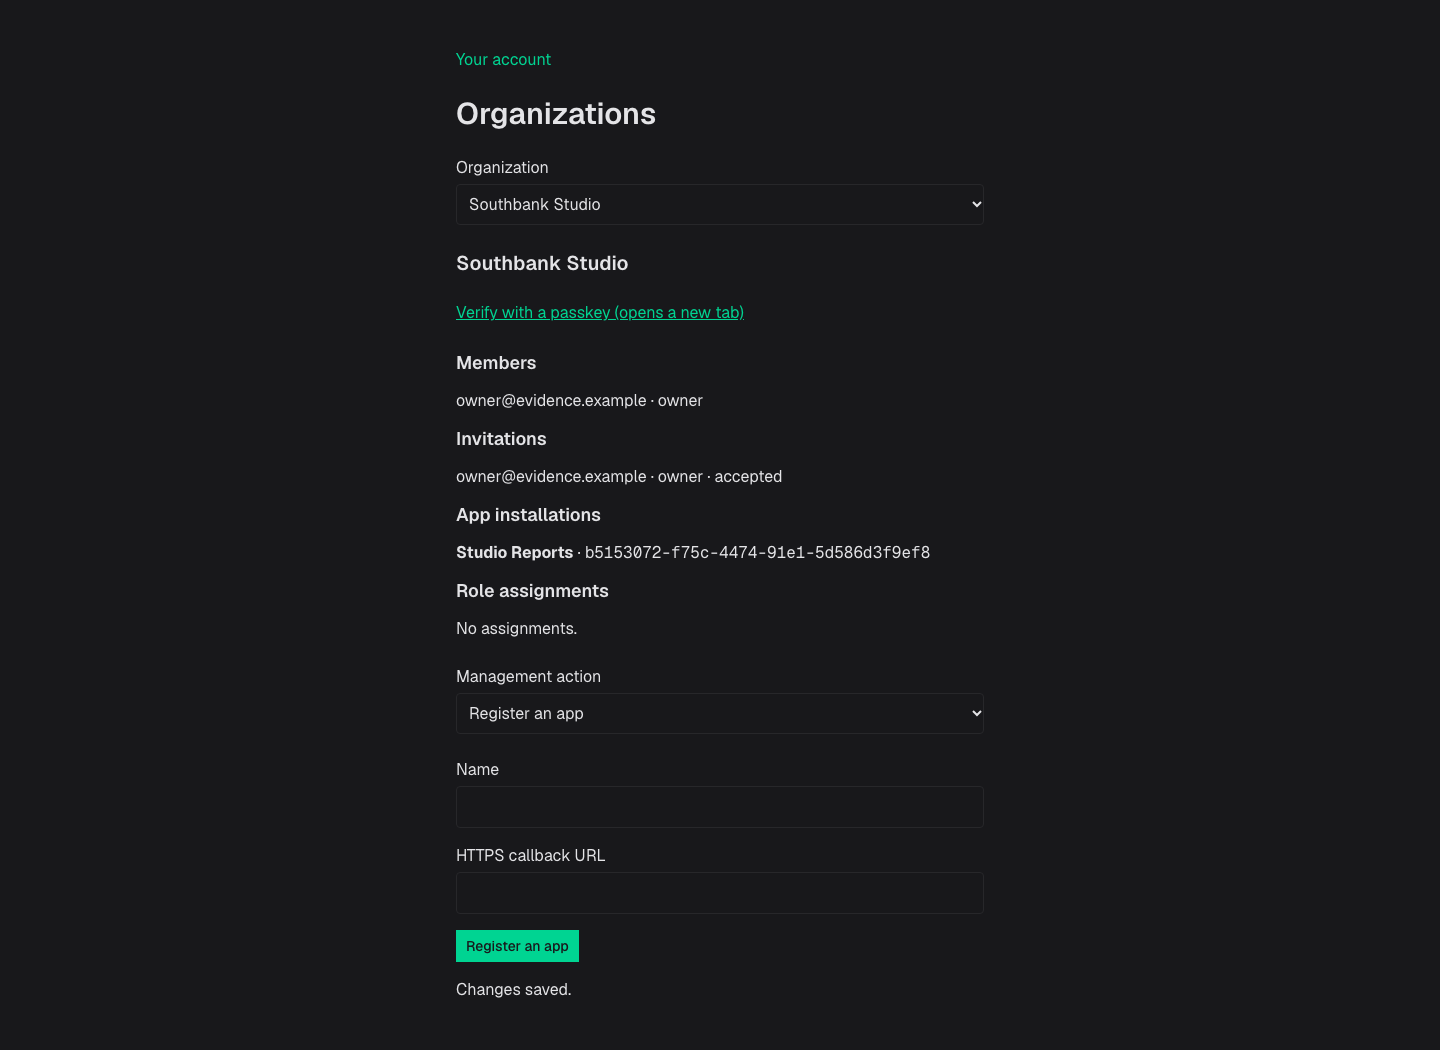 Your account
Organizations
Organization
Southbank Studio
Southbank Studio
Verify with a passkey (opens a new tab)
Members
owner@evidence.example · owner
Invitations
owner@evidence.example · owner · accepted
App installations
Studio Reports · b5153072-f75c-4474-91e1-5d586d3f9ef8
Role assignments
No assignments.
Management action
Register an app
Name
HTTPS callback URL
Register an app
Changes saved.